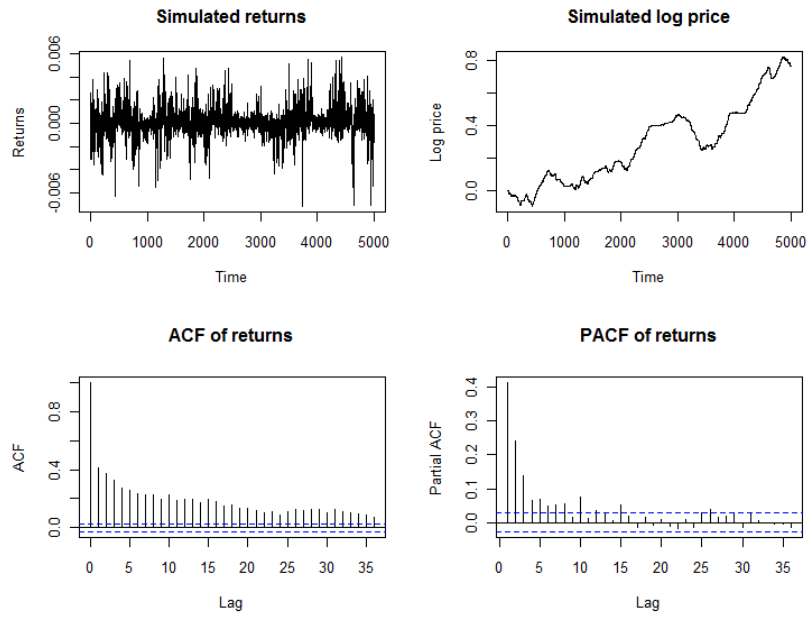 Simulated returns
Returns
0.006
0.000
-0.006
0 1000 2000 3000 4000 5000
Time
Simulated log price
Log price
0.8
0.4
0.0
0 1000 2000 3000 4000 5000
Time
ACF of returns
ACF
0.8
0.4
0.0
0 5 10 15 20 25 30 35
Lag
PACF of returns
Partial ACF
0.4
0.3
0.2
0.1
0.0
0 5 10 15 20 25 30 35
Lag